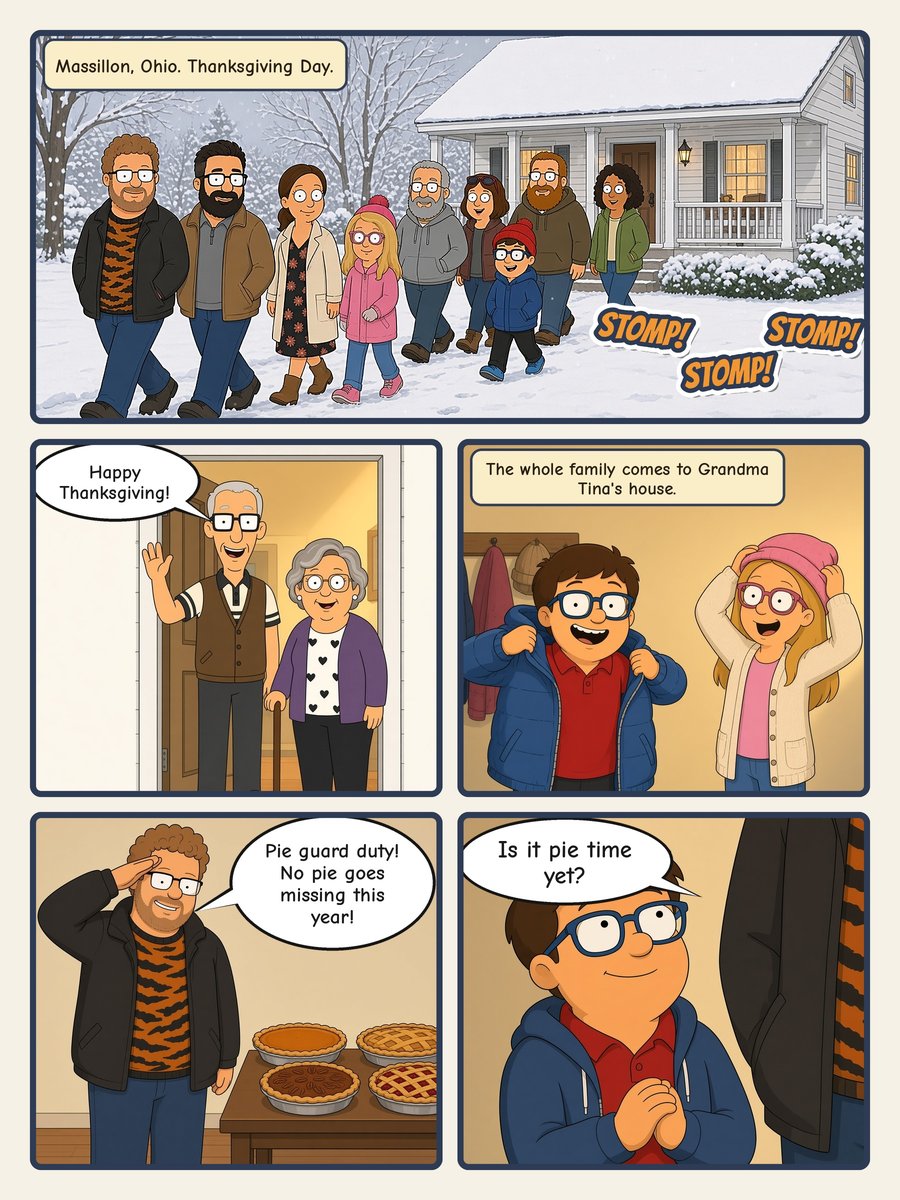 Massillon, Ohio. Thanksgiving Day.
STOMP!
STOMP!
STOMP!
Happy
Thanksgiving!
The whole family comes to Grandma
Tina's house.
Pie guard duty!
No pie goes
missing this
year!
Is it pie time
yet?